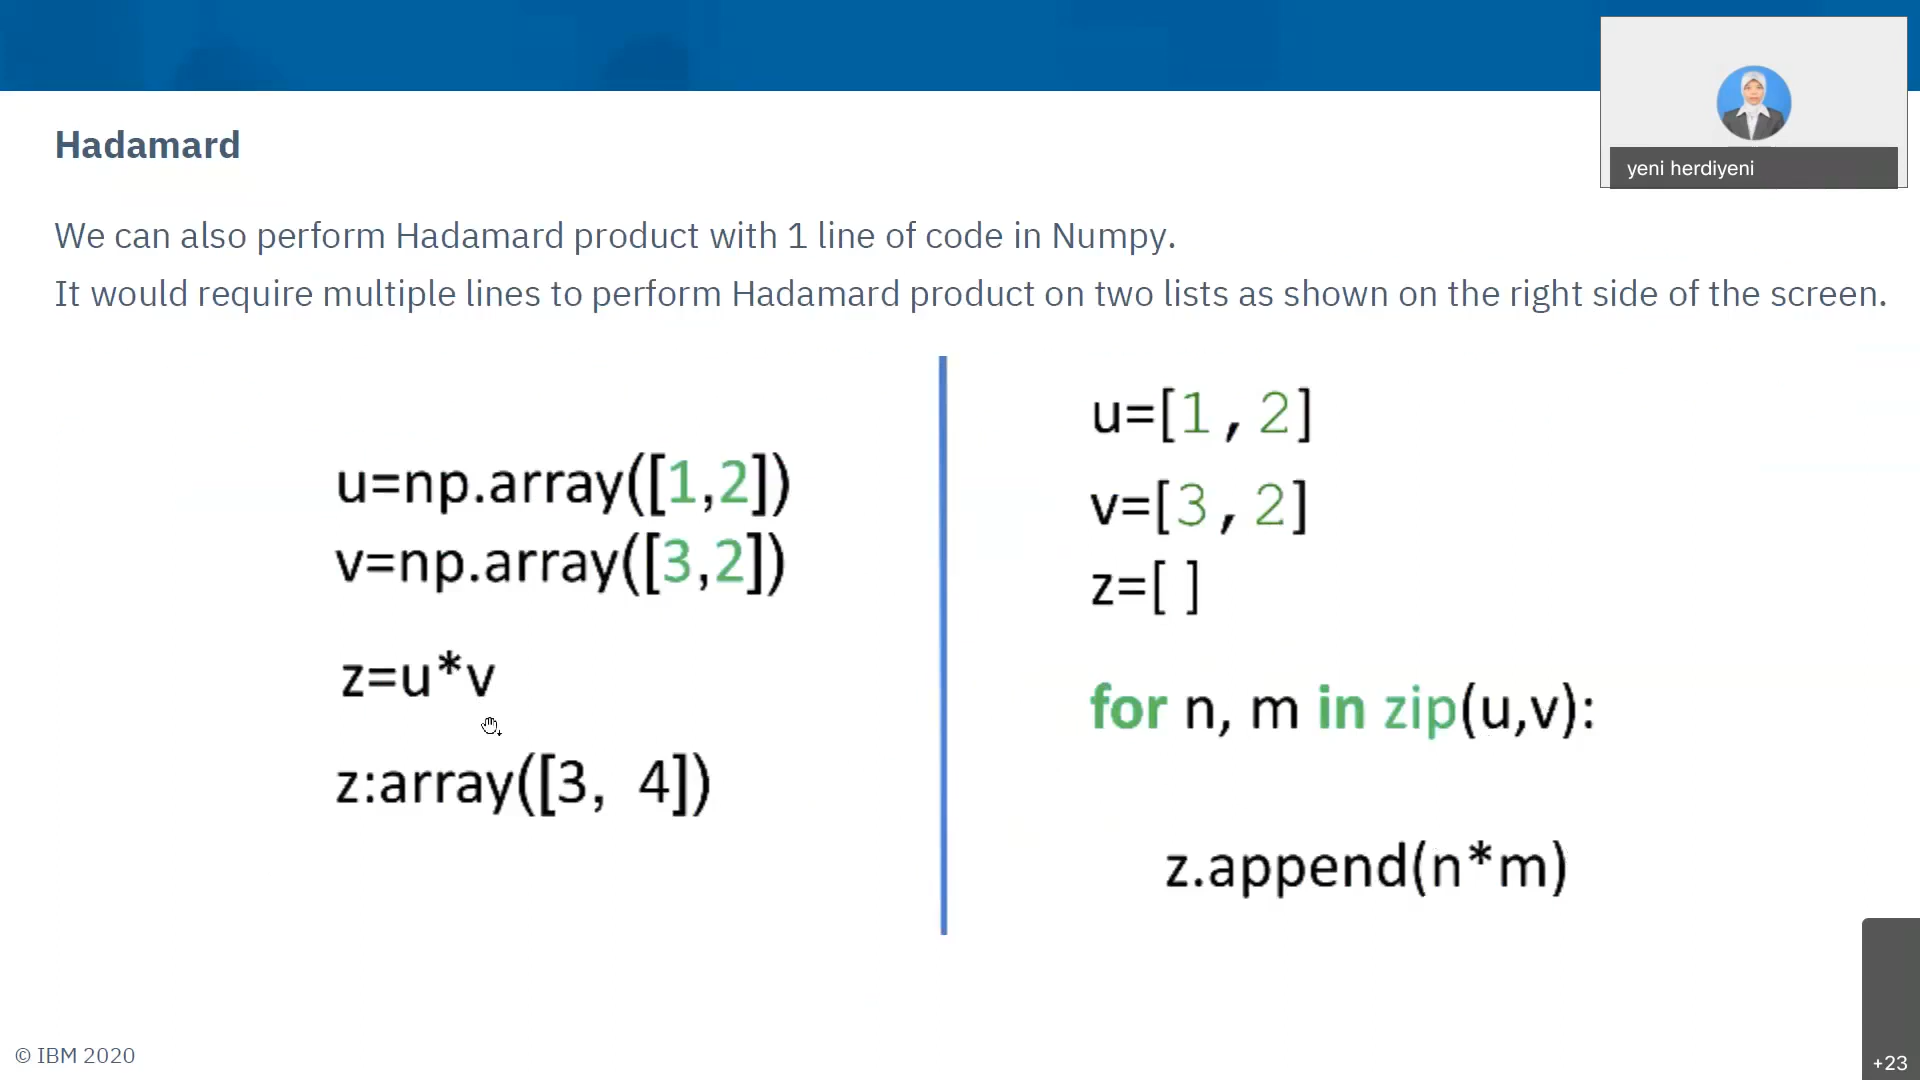 yeni herdiyeni
Hadamard
We can also perform Hadamard product with 1 line of code in Numpy.
It would require multiple lines to perform Hadamard product on two lists as shown on the right side of the screen.
u=np.array([1,2])
v=np.array([3,2])
z=u*v
z:array([3, 4])
u=[1,2]
v=[3,2]
z=[ ]
for n, m in zip(u,v):
z.append(n*m)
© IBM 2020
+23